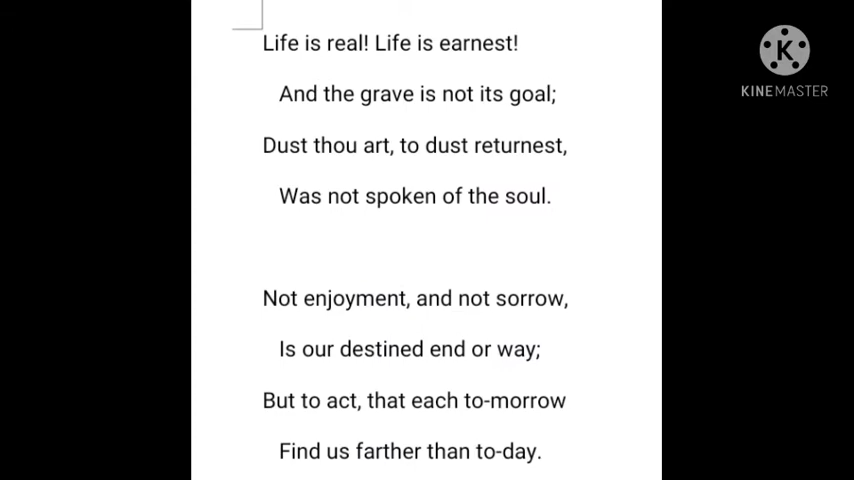 Life is real! Life is earnest!
And the grave is not its goal;
Dust thou art, to dust returnest,
Was not spoken of the soul.
Not enjoyment, and not sorrow,
Is our destined end or way;
But to act, that each to-morrow
Find us farther than to-day.
K
KINEMASTER